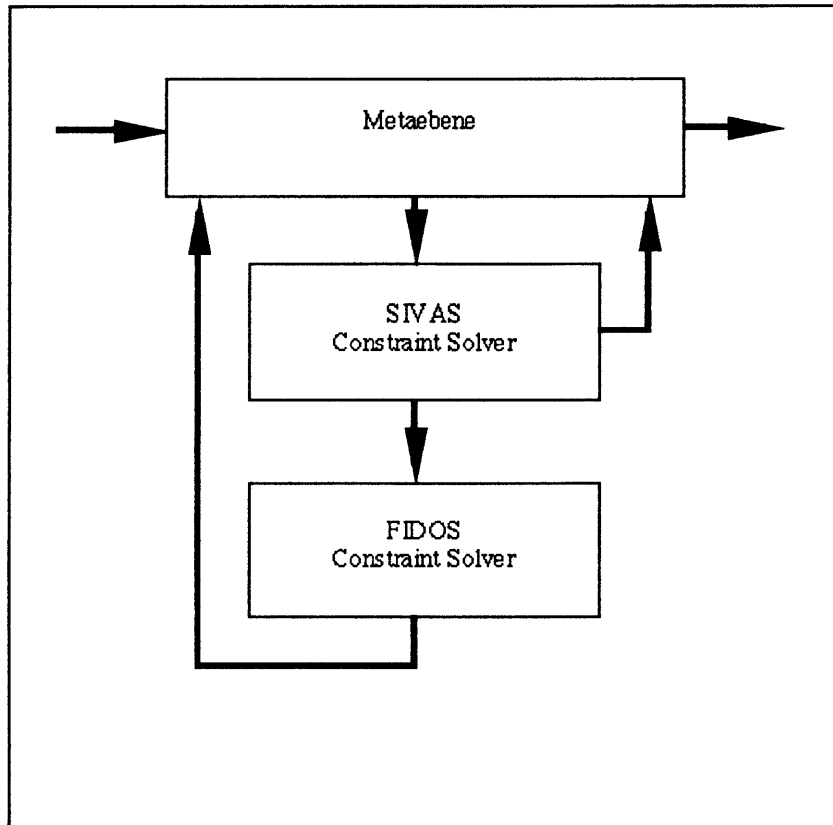 Metaebene
SIVAS
Constraint Solver
FIDOS
Constraint Solver